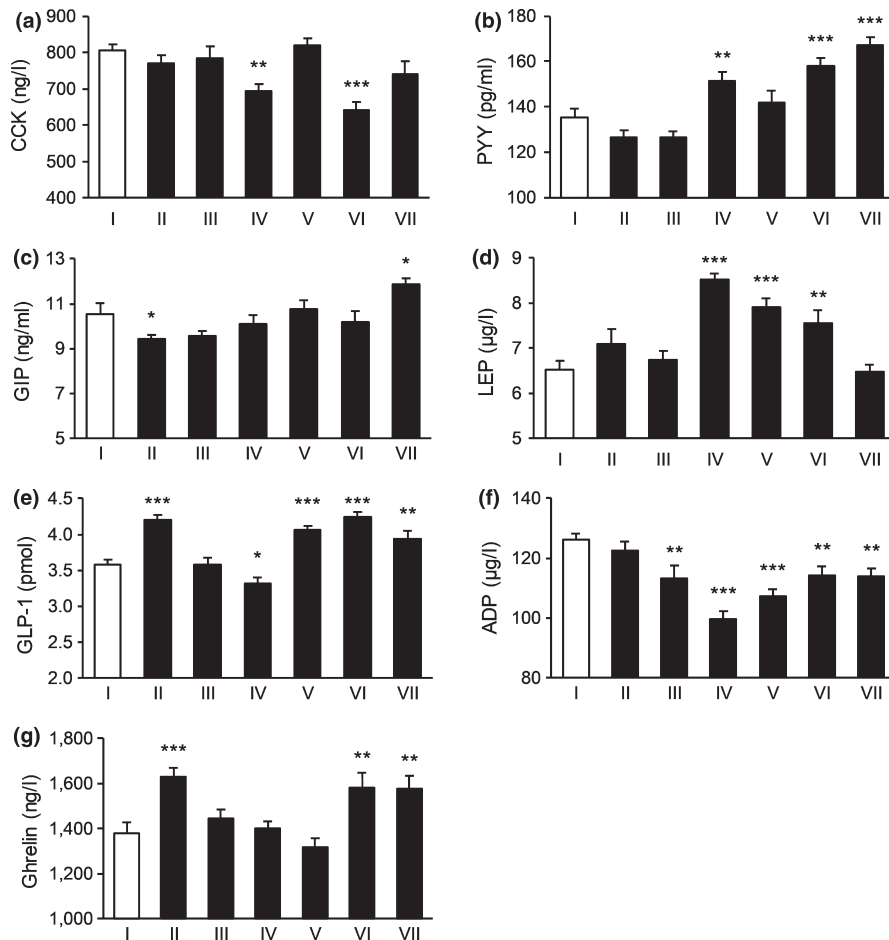 (a)
CCK (ng/l)
900
800
700
600
500
400
** ***
I II III IV V VI VII
(b)
PYY (pg/ml)
180
160
140
120
100
** *** ***
I II III IV V VI VII
(c)
GIP (ng/ml)
13
11
9
7
5
* *
I II III IV V VI VII
(d)
LEP (µg/l)
9
8
7
6
5
*** *** **
I II III IV V VI VII
(e)
GLP-1 (pmol)
4.5
4.0
3.5
3.0
2.5
2.0
*** * *** *** **
I II III IV V VI VII
(f)
ADP (µg/l)
140
120
100
80
** *** *** ** **
I II III IV V VI VII
(g)
Ghrelin (ng/l)
1,800
1,600
1,400
1,200
1,000
*** ** **
I II III IV V VI VII